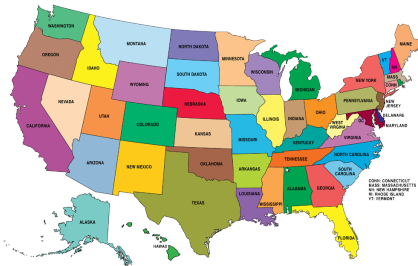 WASHINGTON
OREGON
CALIFORNIA
NEVADA
IDAHO
MONTANA
WYOMING
UTAH
ARIZONA
COLORADO
NEW MEXICO
NORTH DAKOTA
SOUTH DAKOTA
NEBRASKA
KANSAS
OKLAHOMA
TEXAS
MINNESOTA
IOWA
MISSOURI
ARKANSAS
LOUISIANA
WISCONSIN
ILLINOIS
MICHIGAN
INDIANA
OHIO
KENTUCKY
TENNESSEE
MISSISSIPPI
ALABAMA
GEORGIA
FLORIDA
SOUTH
CAROLINA
NORTH CAROLINA
VIRGINIA
WEST
VIRGINIA
DC
PENNSYLVANIA
NEW YORK
VT
NH
MAINE
MASS
CONN
RI
NEW
JERSEY
DELAWARE
MARYLAND
ALASKA
HAWAII
CONN: CONNECTICUT
MASS: MASSACHUSETTS
NH: NEW HAMPSHIRE
RI: RHODE ISLAND
VT: VERMONT